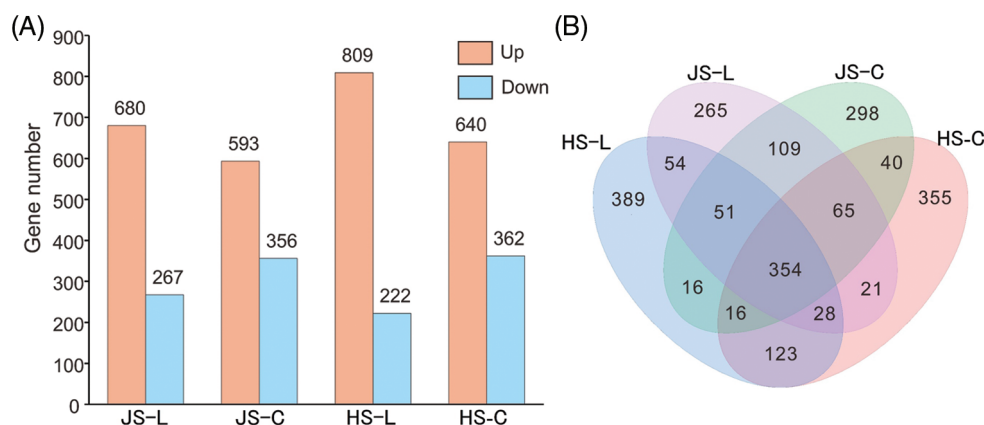 (A)
Gene number
900
800
700
600
500
400
300
200
100
0
680
267
593
356
809
222
640
362
Up
Down
JS-L
JS-C
HS-L
HS-C
(B)
JS-L
JS-C
HS-L
HS-C
265
298
109
54
40
389
51
65
355
354
16
16
28
21
123